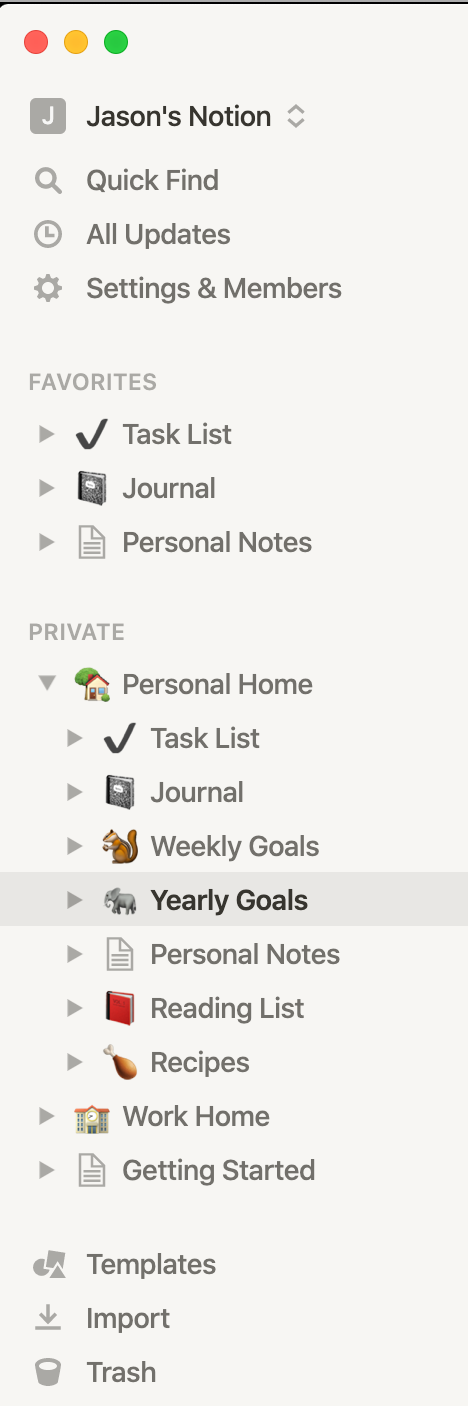 J Jason's Notion
Quick Find
All Updates
Settings & Members
FAVORITES
Task List
Journal
Personal Notes
PRIVATE
Personal Home
Task List
Journal
Weekly Goals
Yearly Goals
Personal Notes
Reading List
Recipes
Work Home
Getting Started
Templates
Import
Trash